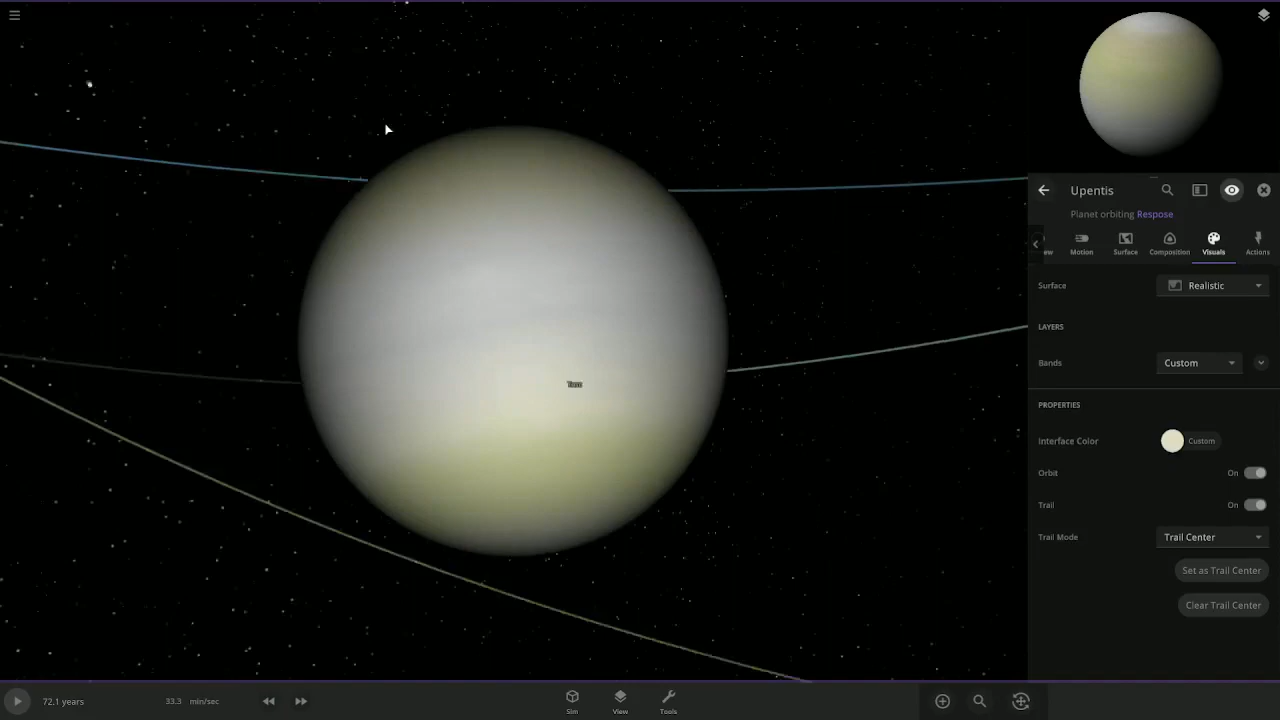 Upentis
Planet orbiting Respose
ew
Motion
Surface
Composition
Visuals
Actions
Surface
Realistic
LAYERS
Bands
Custom
PROPERTIES
Interface Color
Custom
Orbit
On
Trail
On
Trail Mode
Trail Center
Set as Trail Center
Clear Trail Center
72.1 years
33.3 min/sec
Sim
View
Tools